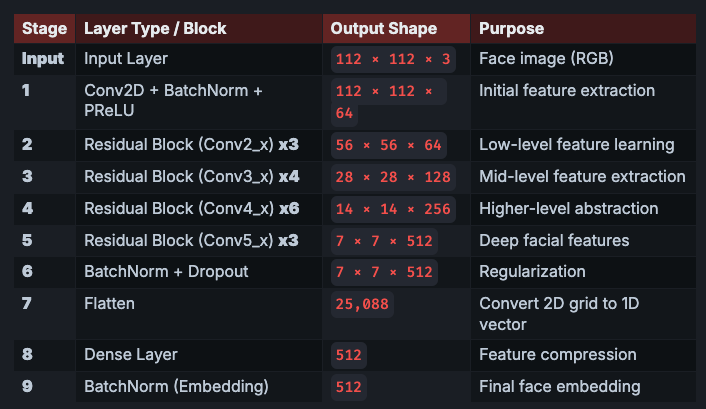 Stage Layer Type / Block Output Shape Purpose
Input Input Layer 112 × 112 × 3 Face image (RGB)
1 Conv2D + BatchNorm + 112 × 112 × Initial feature extraction
PReLU 64
2 Residual Block (Conv2_x) x3 56 × 56 × 64 Low-level feature learning
3 Residual Block (Conv3_x) x4 28 × 28 × 128 Mid-level feature extraction
4 Residual Block (Conv4_x) x6 14 × 14 × 256 Higher-level abstraction
5 Residual Block (Conv5_x) x3 7 × 7 × 512 Deep facial features
6 BatchNorm + Dropout 7 × 7 × 512 Regularization
7 Flatten 25,088 Convert 2D grid to 1D
vector
8 Dense Layer 512 Feature compression
9 BatchNorm (Embedding) 512 Final face embedding